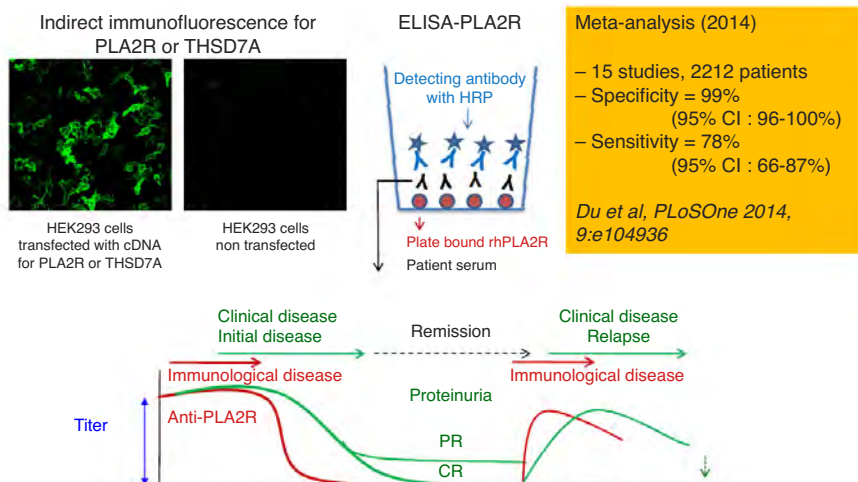 Indirect immunofluorescence for
PLA2R or THSD7A
HEK293 cells
transfected with cDNA
for PLA2R or THSD7A
HEK293 cells
non transfected
ELISA-PLA2R
Detecting antibody
with HRP
Plate bound rhPLA2R
Patient serum
Meta-analysis (2014)
– 15 studies, 2212 patients
– Specificity = 99%
(95% CI : 96-100%)
– Sensitivity = 78%
(95% CI : 66-87%)
Du et al, PLoSOne 2014,
9:e104936
Clinical disease
Initial disease
Remission
Clinical disease
Relapse
Immunological disease
Immunological disease
Titer
Anti-PLA2R
Proteinuria
PR
CR